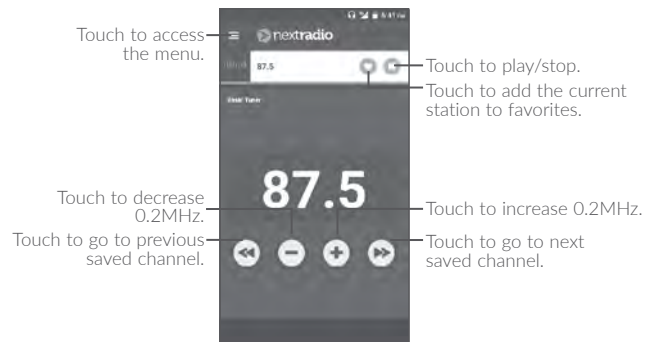 Touch to access
the menu.
nextradio
87.5
Touch to play/stop.
Touch to add the current
station to favorites.
Tuner
87.5
Touch to decrease
0.2MHz.
Touch to increase 0.2MHz.
Touch to go to previous
saved channel.
Touch to go to next
saved channel.